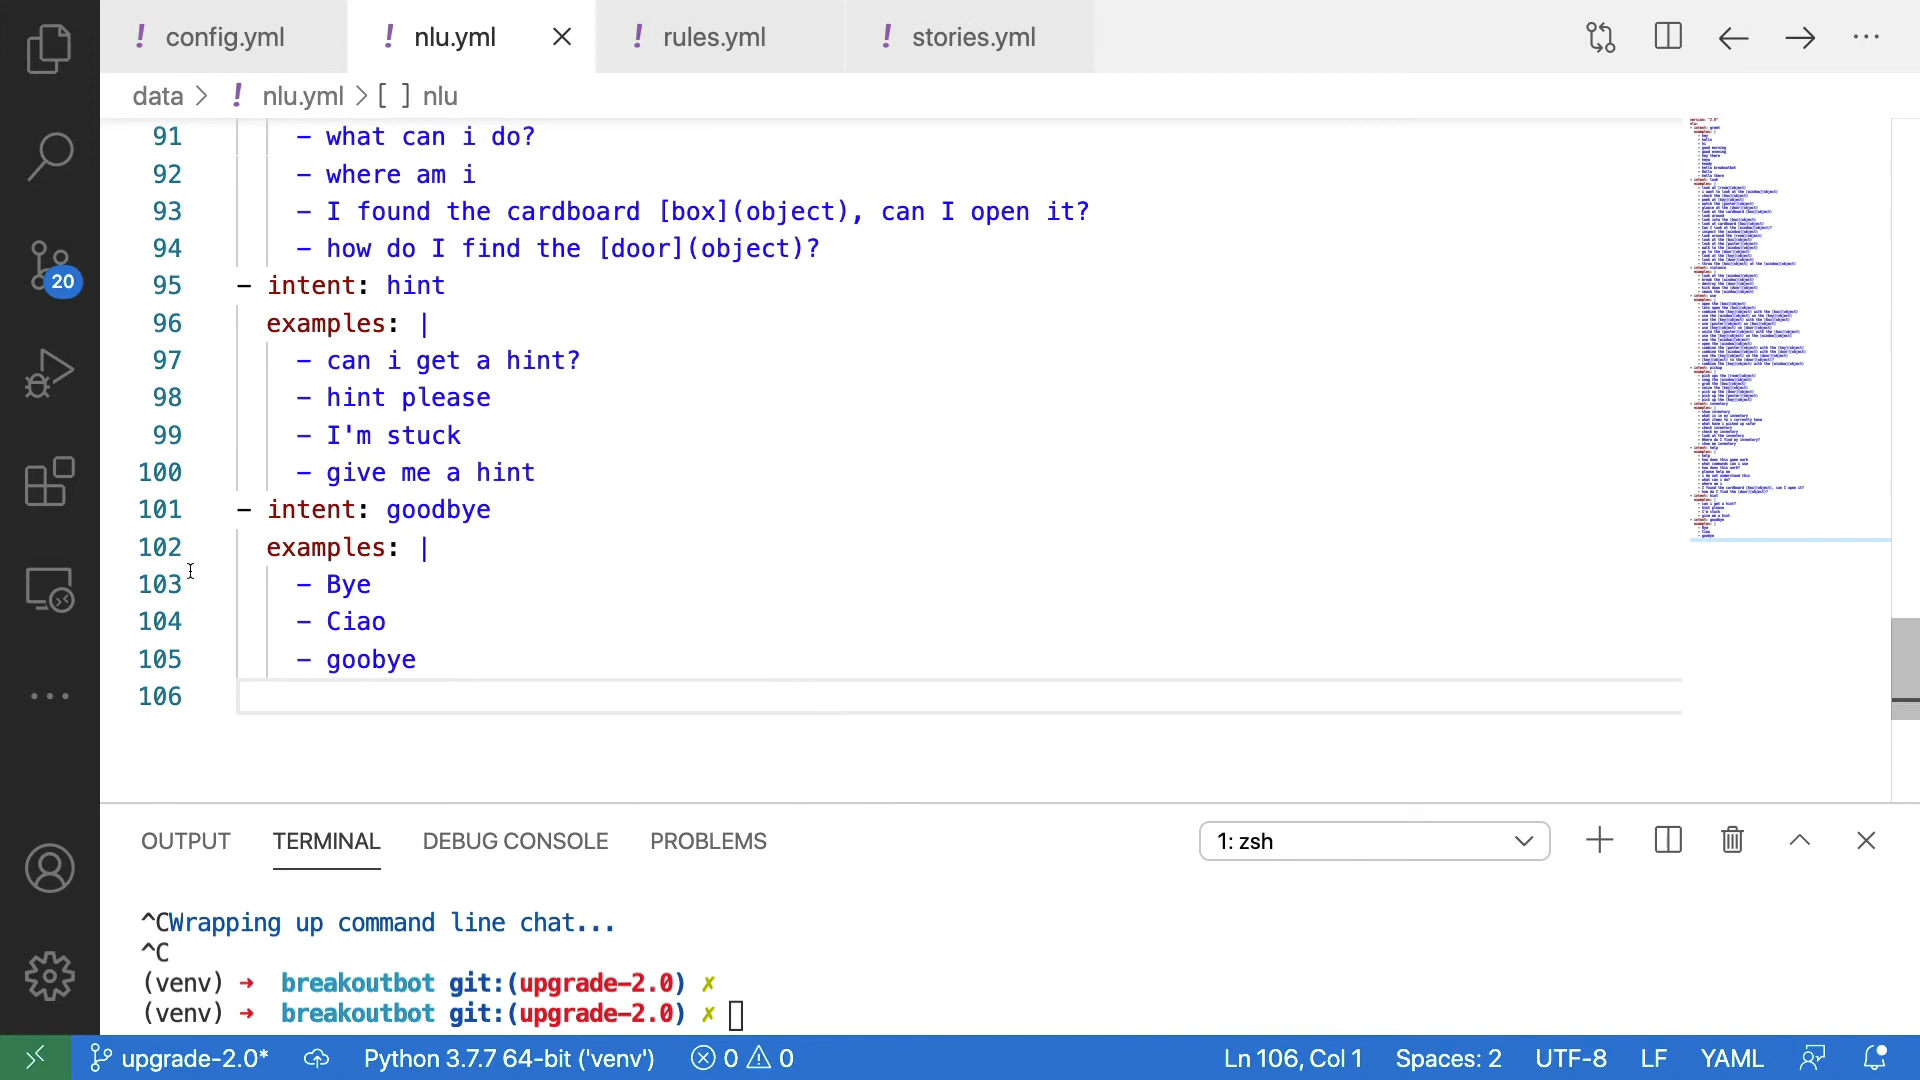 config.yml
nlu.yml
rules.yml
stories.yml
data > ! nlu.yml > [ ] nlu
91 - what can i do?
92 - where am i
93 - I found the cardboard [box](object), can I open it?
94 - how do I find the [door](object)?
95 - intent: hint
96 examples: |
97 - can i get a hint?
98 - hint please
99 - I'm stuck
100 - give me a hint
101 - intent: goodbye
102 examples: |
103 - Bye
104 - Ciao
105 - goobye
106
20
OUTPUT TERMINAL DEBUG CONSOLE PROBLEMS
1: zsh
^CWrapping up command line chat...
^C
(venv) ➜ breakoutbot git:(upgrade-2.0) ✗
(venv) ➜ breakoutbot git:(upgrade-2.0) ✗
upgrade-2.0* Python 3.7.7 64-bit ('venv') 0 0 Ln 106, Col 1 Spaces: 2 UTF-8 LF YAML